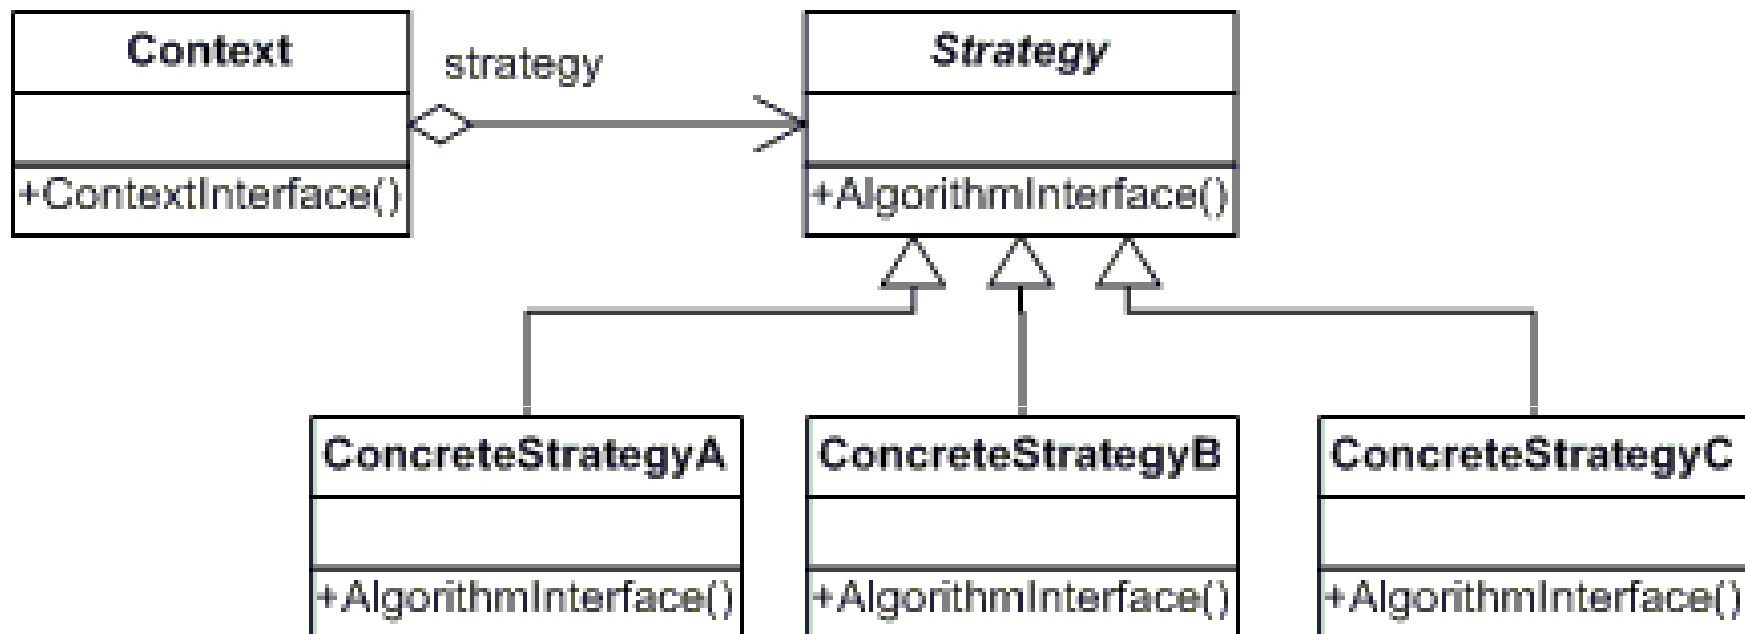 Context
strategy
Strategy
+ContextInterface()
+AlgorithmInterface()
ConcreteStrategyA
ConcreteStrategyB
ConcreteStrategyC
+AlgorithmInterface()
+AlgorithmInterface()
+AlgorithmInterface()